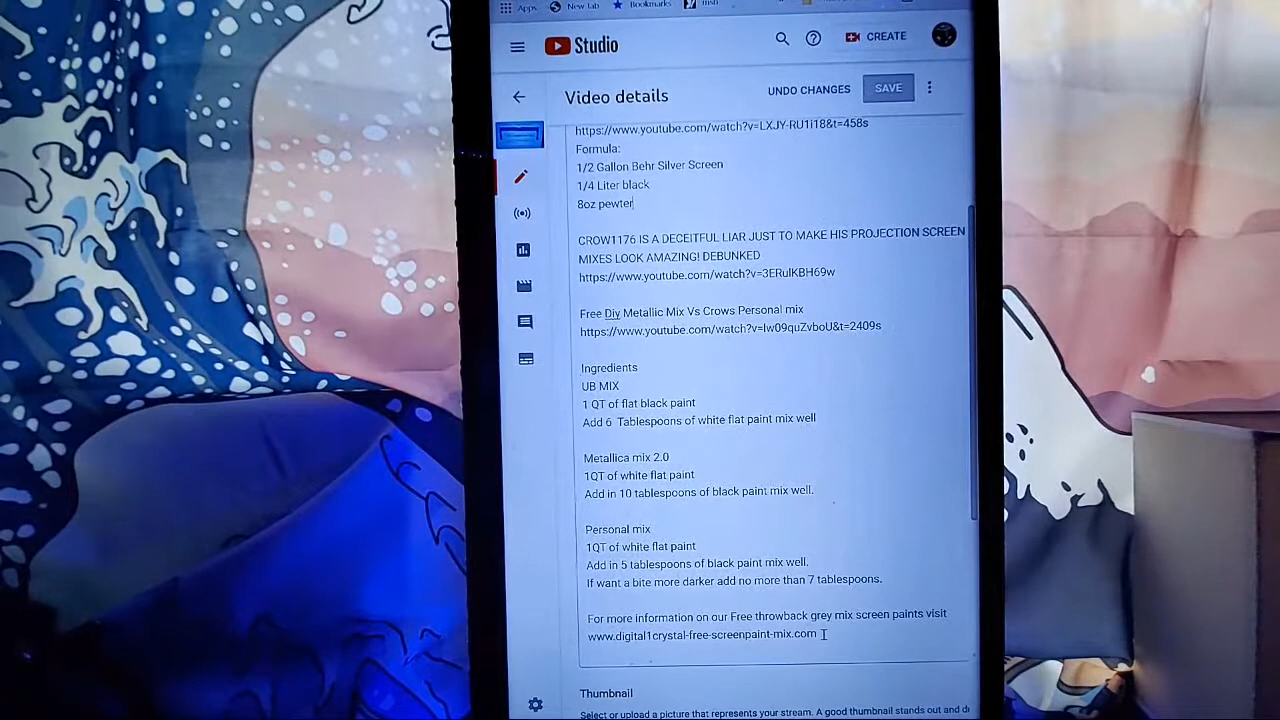 Apps New tab Bookmarks msn
Studio
CREATE
Video details
UNDO CHANGES
SAVE
https://www.youtube.com/watch?v=LXJY-RU1i18&t=458s
Formula:
1/2 Gallon Behr Silver Screen
1/4 Liter black
8oz pewter
CROW1176 IS A DECEITFUL LIAR JUST TO MAKE HIS PROJECTION SCREEN
MIXES LOOK AMAZING! DEBUNKED
https://www.youtube.com/watch?v=3ERulKBH69w
Free Diy Metallic Mix Vs Crows Personal mix
https://www.youtube.com/watch?v=lw09quZvboU&t=2409s
Ingredients
UB MIX
1 QT of flat black paint
Add 6 Tablespoons of white flat paint mix well
Metallica mix 2.0
1QT of white flat paint
Add in 10 tablespoons of black paint mix well.
Personal mix
1QT of white flat paint
Add in 5 tablespoons of black paint mix well.
If want a bite more darker add no more than 7 tablespoons.
For more information on our Free throwback grey mix screen paints visit
www.digital1crystal-free-screenpaint-mix.com
Thumbnail
Select or upload a picture that represents your stream. A good thumbnail stands out and